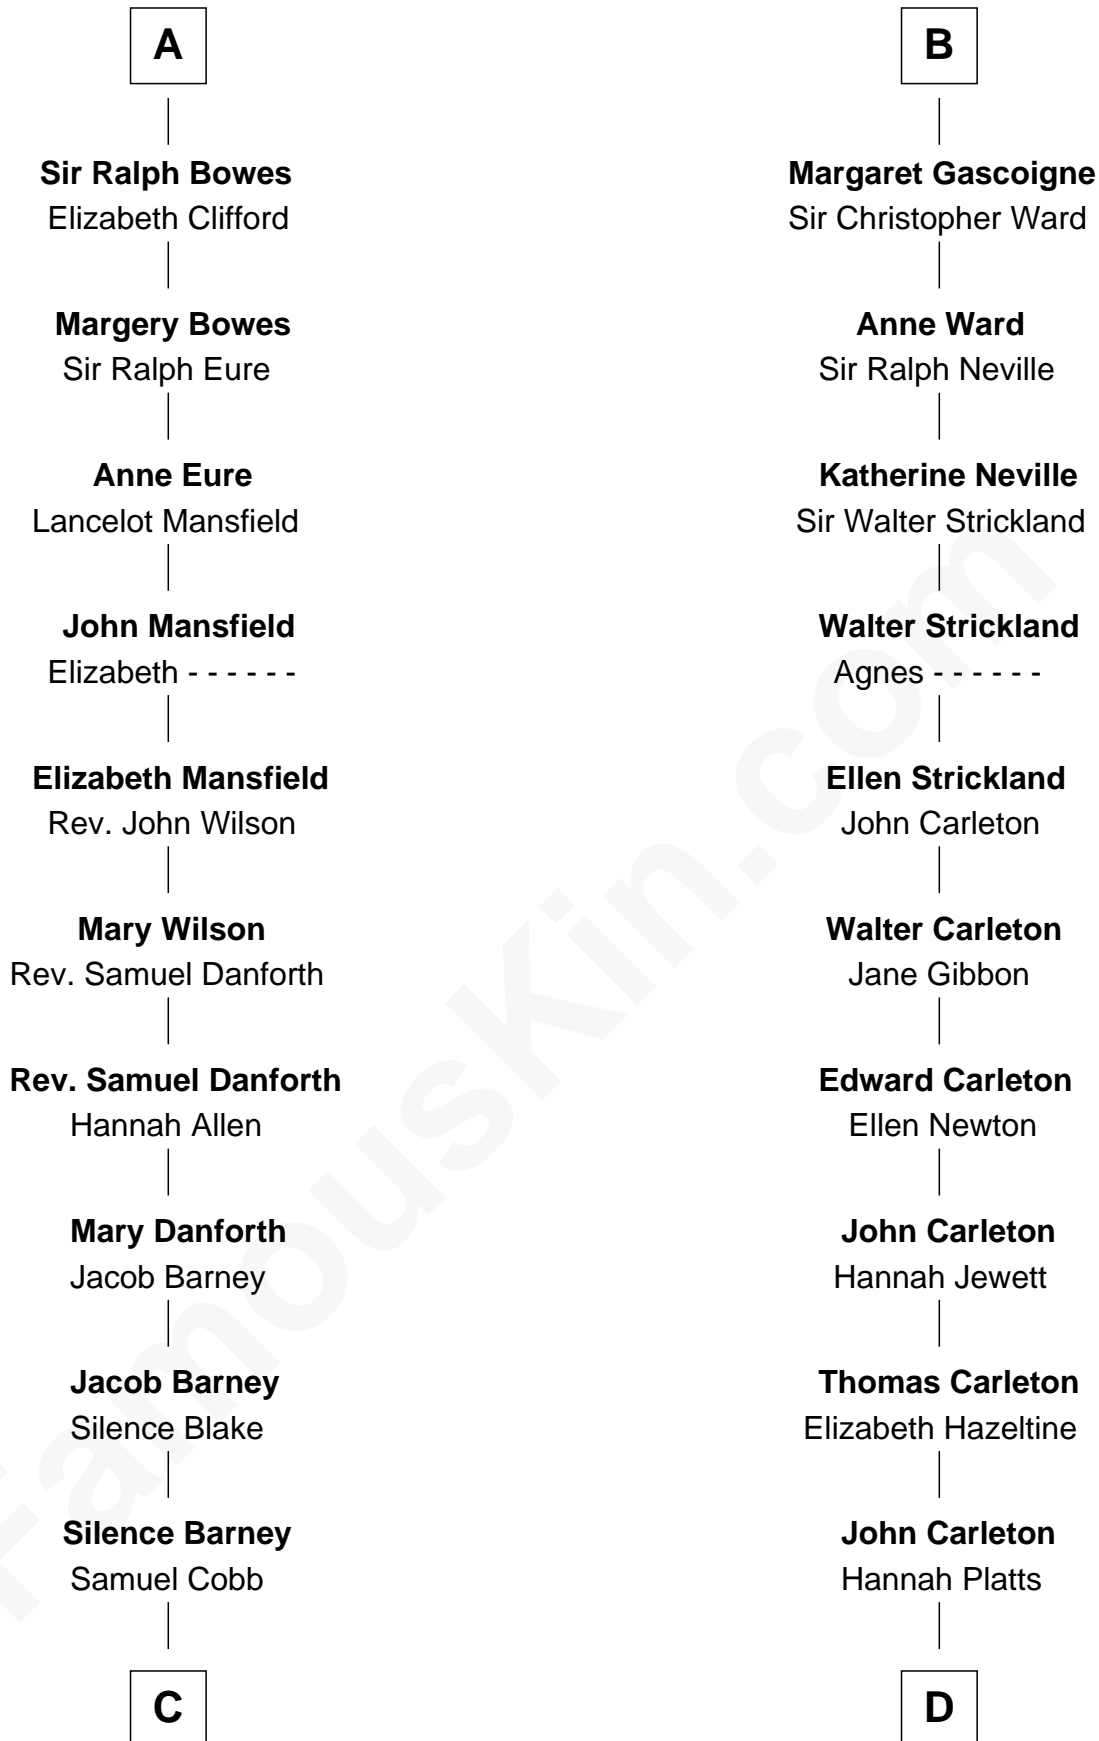 A
Sir Ralph Bowes
Elizabeth Clifford
Margery Bowes
Sir Ralph Eure
Anne Eure
Lancelot Mansfield
John Mansfield
Elizabeth - - - - - -
Elizabeth Mansfield
Rev. John Wilson
Mary Wilson
Rev. Samuel Danforth
Rev. Samuel Danforth
Hannah Allen
Mary Danforth
Jacob Barney
Jacob Barney
Silence Blake
Silence Barney
Samuel Cobb
C
B
Margaret Gascoigne
Sir Christopher Ward
Anne Ward
Sir Ralph Neville
Katherine Neville
Sir Walter Strickland
Walter Strickland
Agnes - - - - - -
Ellen Strickland
John Carleton
Walter Carleton
Jane Gibbon
Edward Carleton
Ellen Newton
John Carleton
Hannah Jewett
Thomas Carleton
Elizabeth Hazeltine
John Carleton
Hannah Platts
D
FamousKin.com